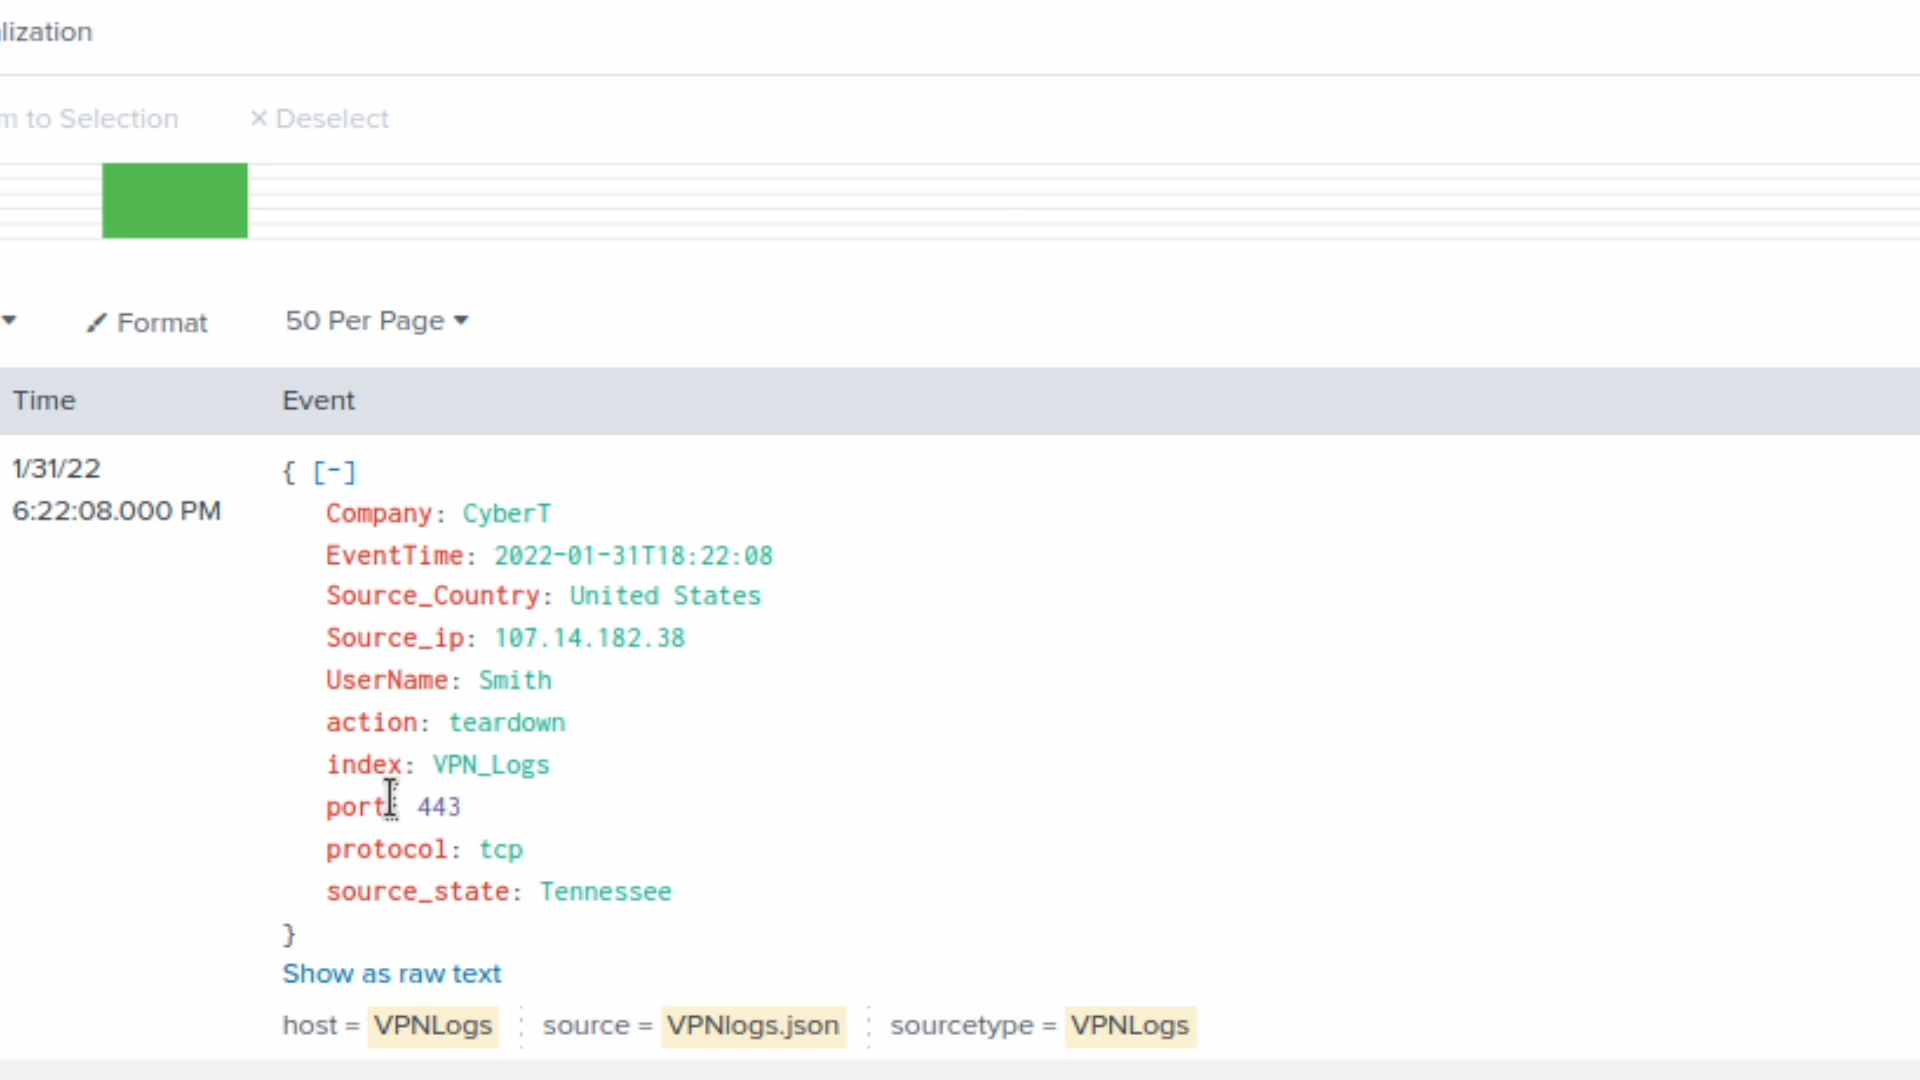 lization
m to Selection × Deselect
Format 50 Per Page
Time Event
1/31/22 { [-]
Company: CyberT
6:22:08.000 PM
EventTime: 2022-01-31T18:22:08
Source_Country: United States
Source_ip: 107.14.182.38
UserName: Smith
action: teardown
index: VPN_Logs
port 443
protocol: tcp
source_state: Tennessee
}
Show as raw text
host = VPNLogs source = VPNlogs.json sourcetype = VPNLogs